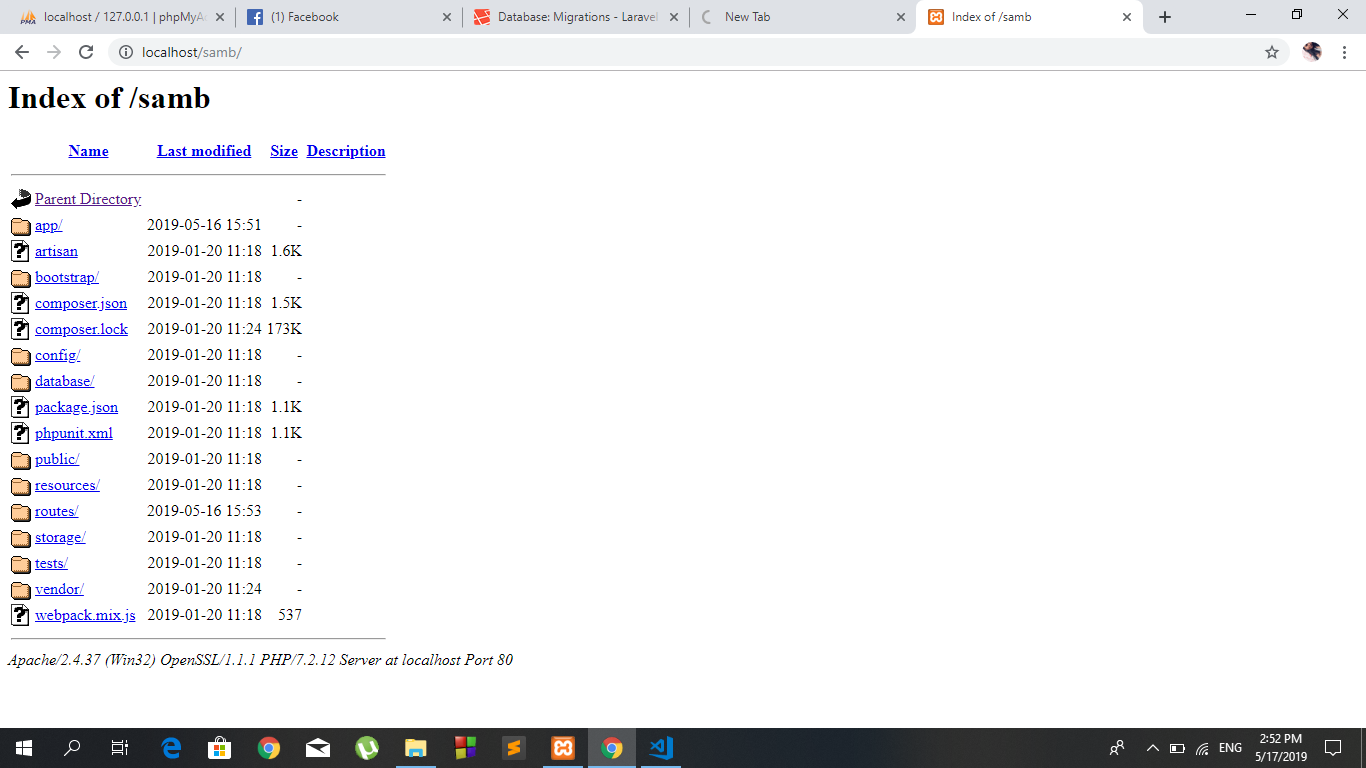 localhost / 127.0.0.1 | phpMyA
(1) Facebook
Database: Migrations - Laravel
New Tab
Index of /samb
localhost/samb/
Index of /samb
Name Last modified Size Description
Parent Directory -
app/ 2019-05-16 15:51 -
artisan 2019-01-20 11:18 1.6K
bootstrap/ 2019-01-20 11:18 -
composer.json 2019-01-20 11:18 1.5K
composer.lock 2019-01-20 11:24 173K
config/ 2019-01-20 11:18 -
database/ 2019-01-20 11:18 -
package.json 2019-01-20 11:18 1.1K
phpunit.xml 2019-01-20 11:18 1.1K
public/ 2019-01-20 11:18 -
resources/ 2019-01-20 11:18 -
routes/ 2019-05-16 15:53 -
storage/ 2019-01-20 11:18 -
tests/ 2019-01-20 11:18 -
vendor/ 2019-01-20 11:24 -
webpack.mix.js 2019-01-20 11:18 537
Apache/2.4.37 (Win32) OpenSSL/1.1.1 PHP/7.2.12 Server at localhost Port 80
ENG
2:52 PM
5/17/2019